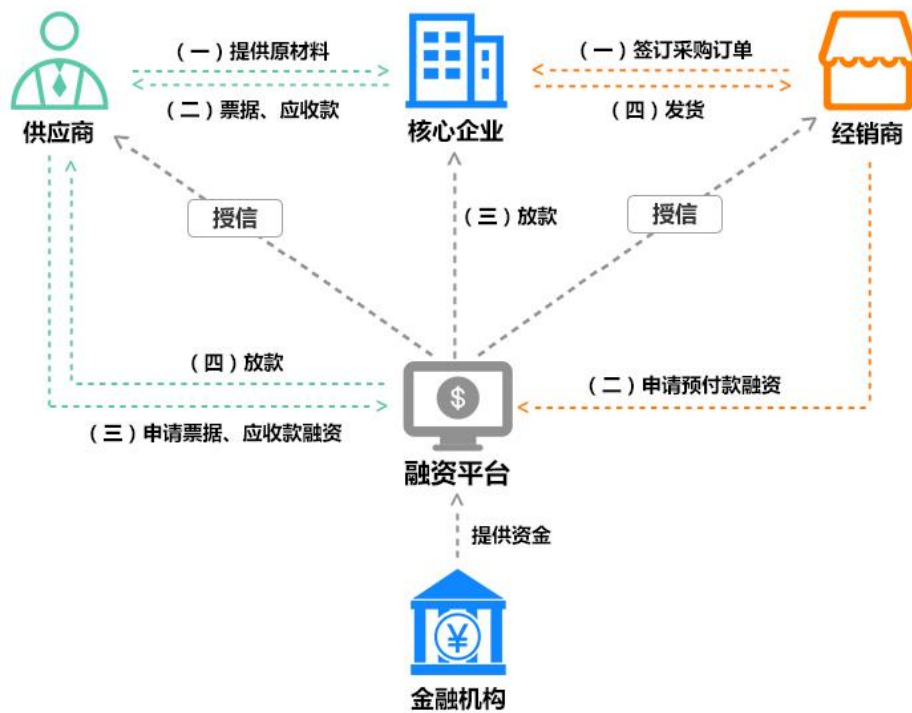 （一）提供原材料
（一）签订采购订单
（二）票据、应收款
（四）发货
供应商
核心企业
经销商
授信
（三）放款
授信
（四）放款
（二）申请预付款融资
$
（三）申请票据、应收款融资
融资平台
提供资金
¥
金融机构